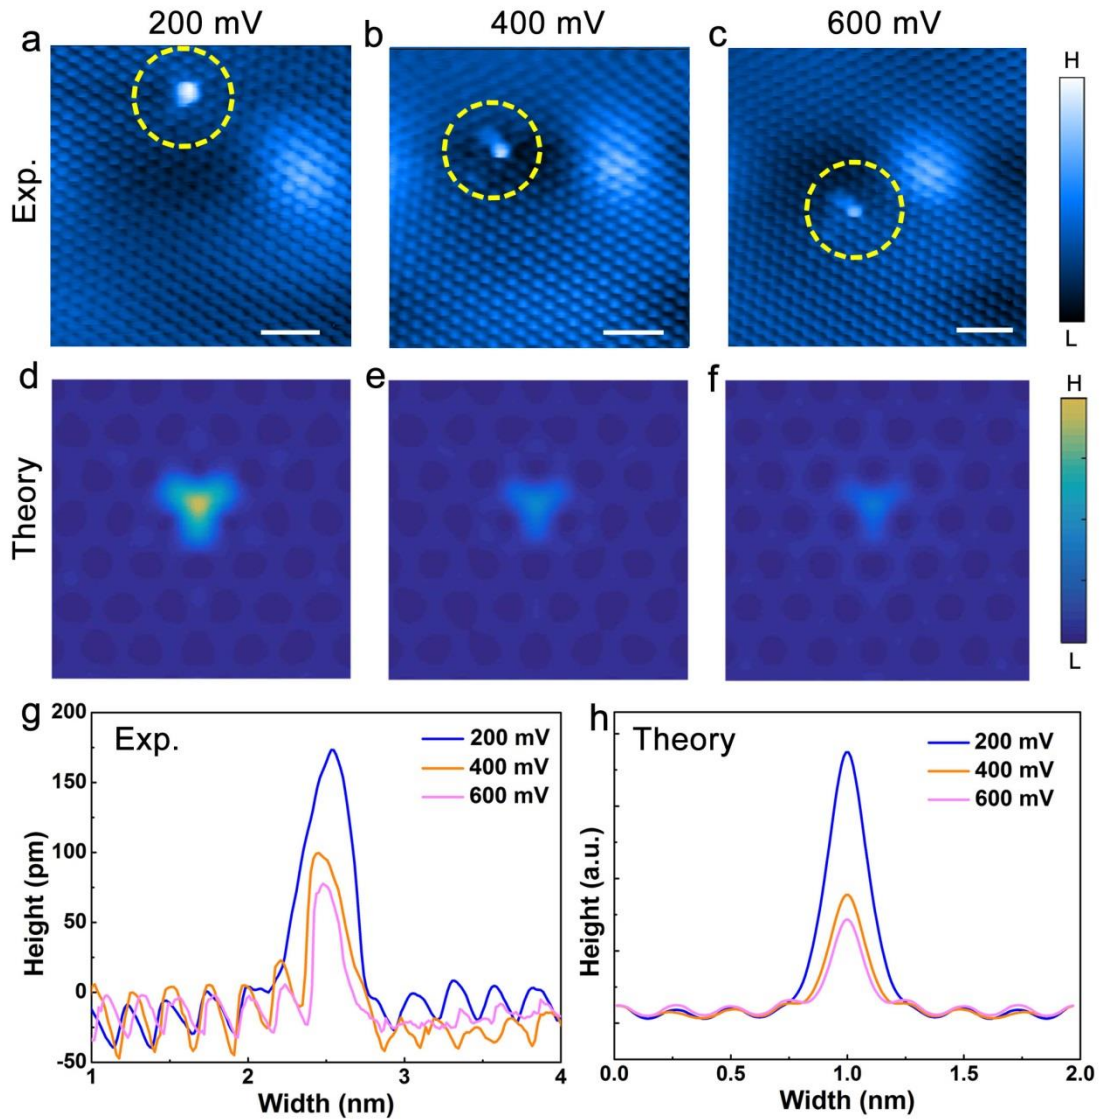 200 mV 400 mV 600 mV
a b c
H
Exp.
L
d e f
H
Theory
L
g h
Exp.
200 mV
400 mV
600 mV
200
150
100
50
0
-50
Height (pm)
1 2 3 4
Width (nm)
Theory
200 mV
400 mV
600 mV
Height (a.u.)
0.0 0.5 1.0 1.5 2.0
Width (nm)